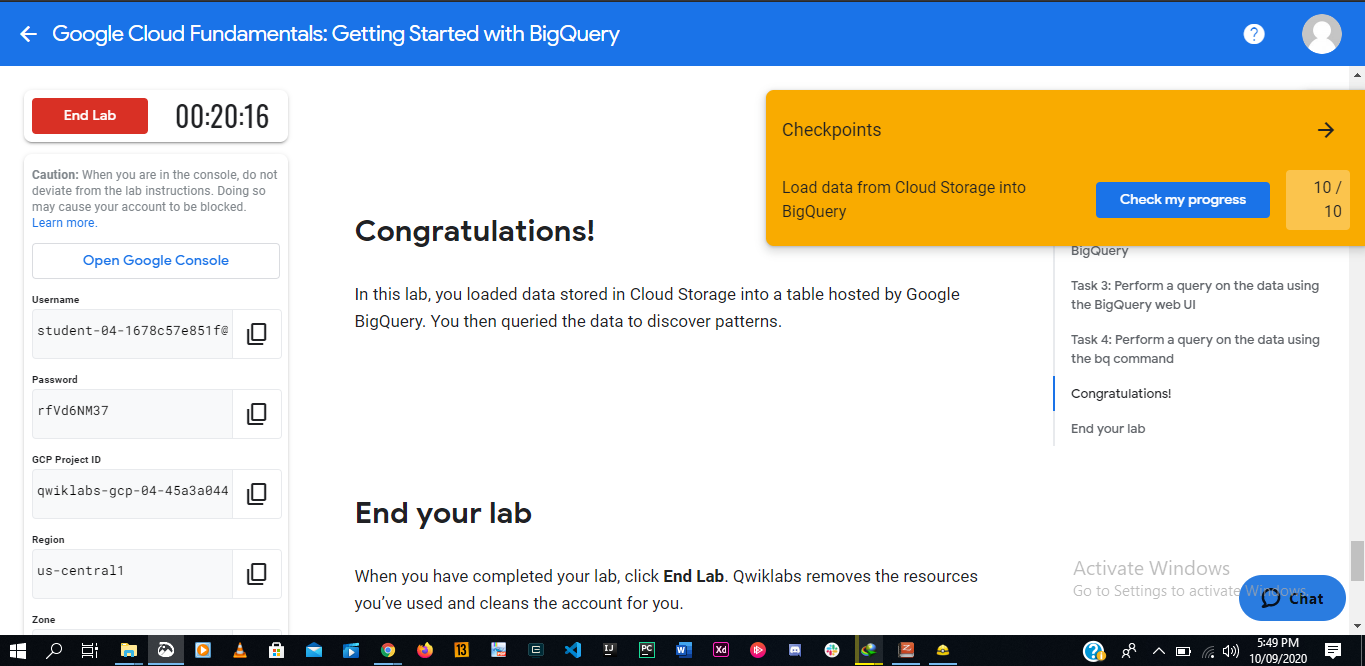 Google Cloud Fundamentals: Getting Started with BigQuery
End Lab
00:20:16
Caution: When you are in the console, do not
deviate from the lab instructions. Doing so
may cause your account to be blocked.
Learn more.
Open Google Console
Username
student-04-1678c57e851f@
Password
rfVd6NM37
GCP Project ID
qwiklabs-gcp-04-45a3a044
Region
us-central1
Zone
Congratulations!
In this lab, you loaded data stored in Cloud Storage into a table hosted by Google
BigQuery. You then queried the data to discover patterns.
End your lab
When you have completed your lab, click End Lab. Qwiklabs removes the resources
you've used and cleans the account for you.
Checkpoints
Load data from Cloud Storage into
BigQuery
Check my progress
10 /
10
BigQuery
Task 3: Perform a query on the data using
the BigQuery web UI
Task 4: Perform a query on the data using
the bq command
Congratulations!
End your lab
Activate Windows
Go to Settings to activate Windows.
Chat
5:49 PM
10/09/2020